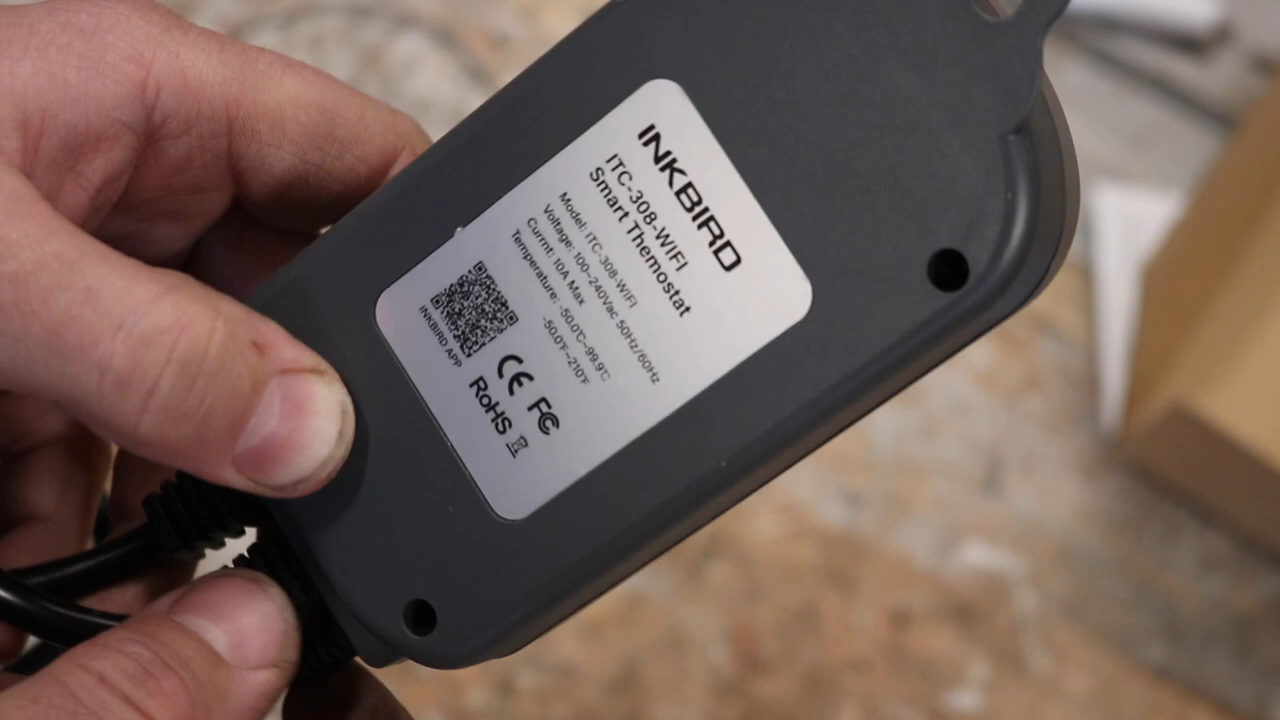 INKBIRD
ITC-308-WIFI
Smart Themostat
Model: ITC-308-WIFI
Voltage: 100~240Vac 50Hz/60Hz
Currnt: 10A Max
Temperature: -50.0℃~99.9℃
-50.0℉~210℉
INKBIRD APP
CE FC
RoHS